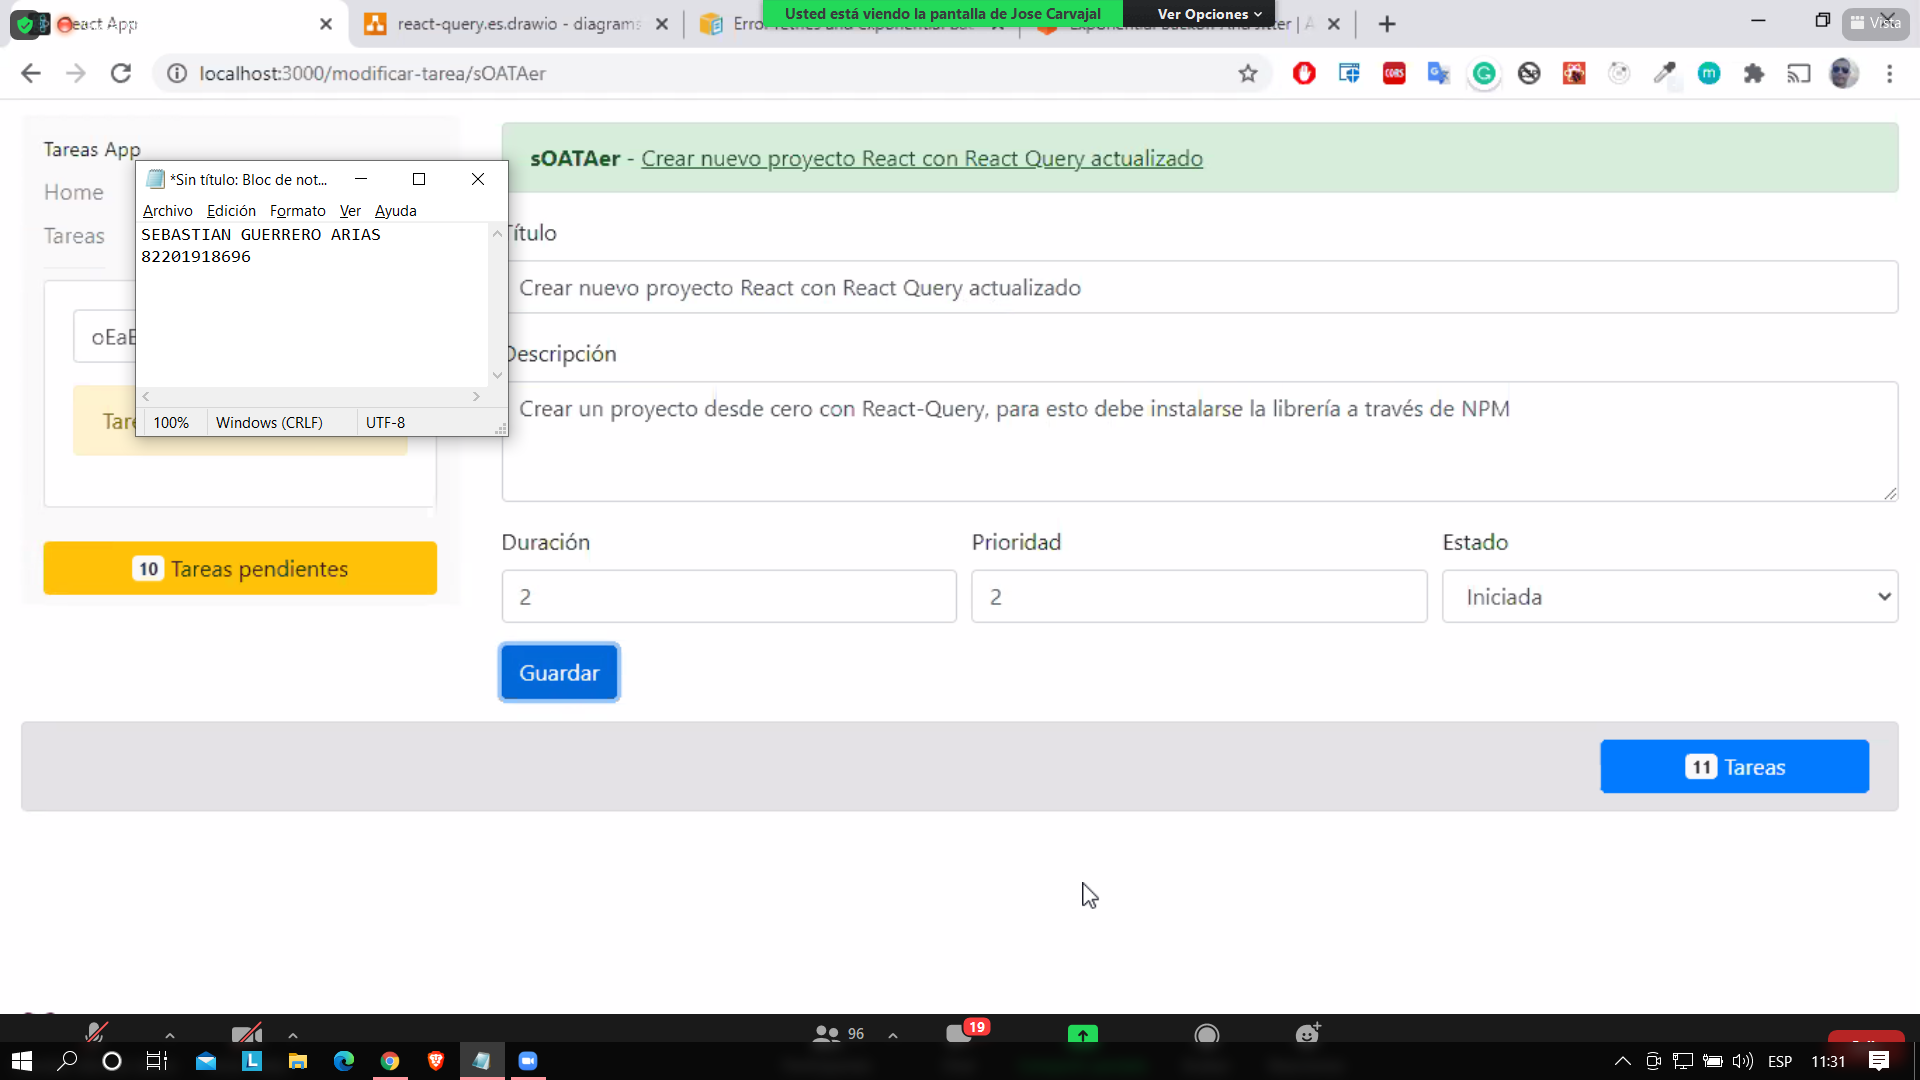 Usted está viendo la pantalla de Jose Carvajal
Ver Opciones
Vista
React App
react-query.es.drawio - diagrams
localhost:3000/modificar-tarea/sOATAer
Tareas App
Home
Tareas
*Sin título: Bloc de not...
Archivo Edición Formato Ver Ayuda
SEBASTIAN GUERRERO ARIAS
82201918696
100% Windows (CRLF) UTF-8
10 Tareas pendientes
sOATAer - Crear nuevo proyecto React con React Query actualizado
Título
Crear nuevo proyecto React con React Query actualizado
Descripción
Crear un proyecto desde cero con React-Query, para esto debe instalarse la librería a través de NPM
Duración Prioridad Estado
2 2 Iniciada
Guardar
11 Tareas
96
19
ESP 11:31